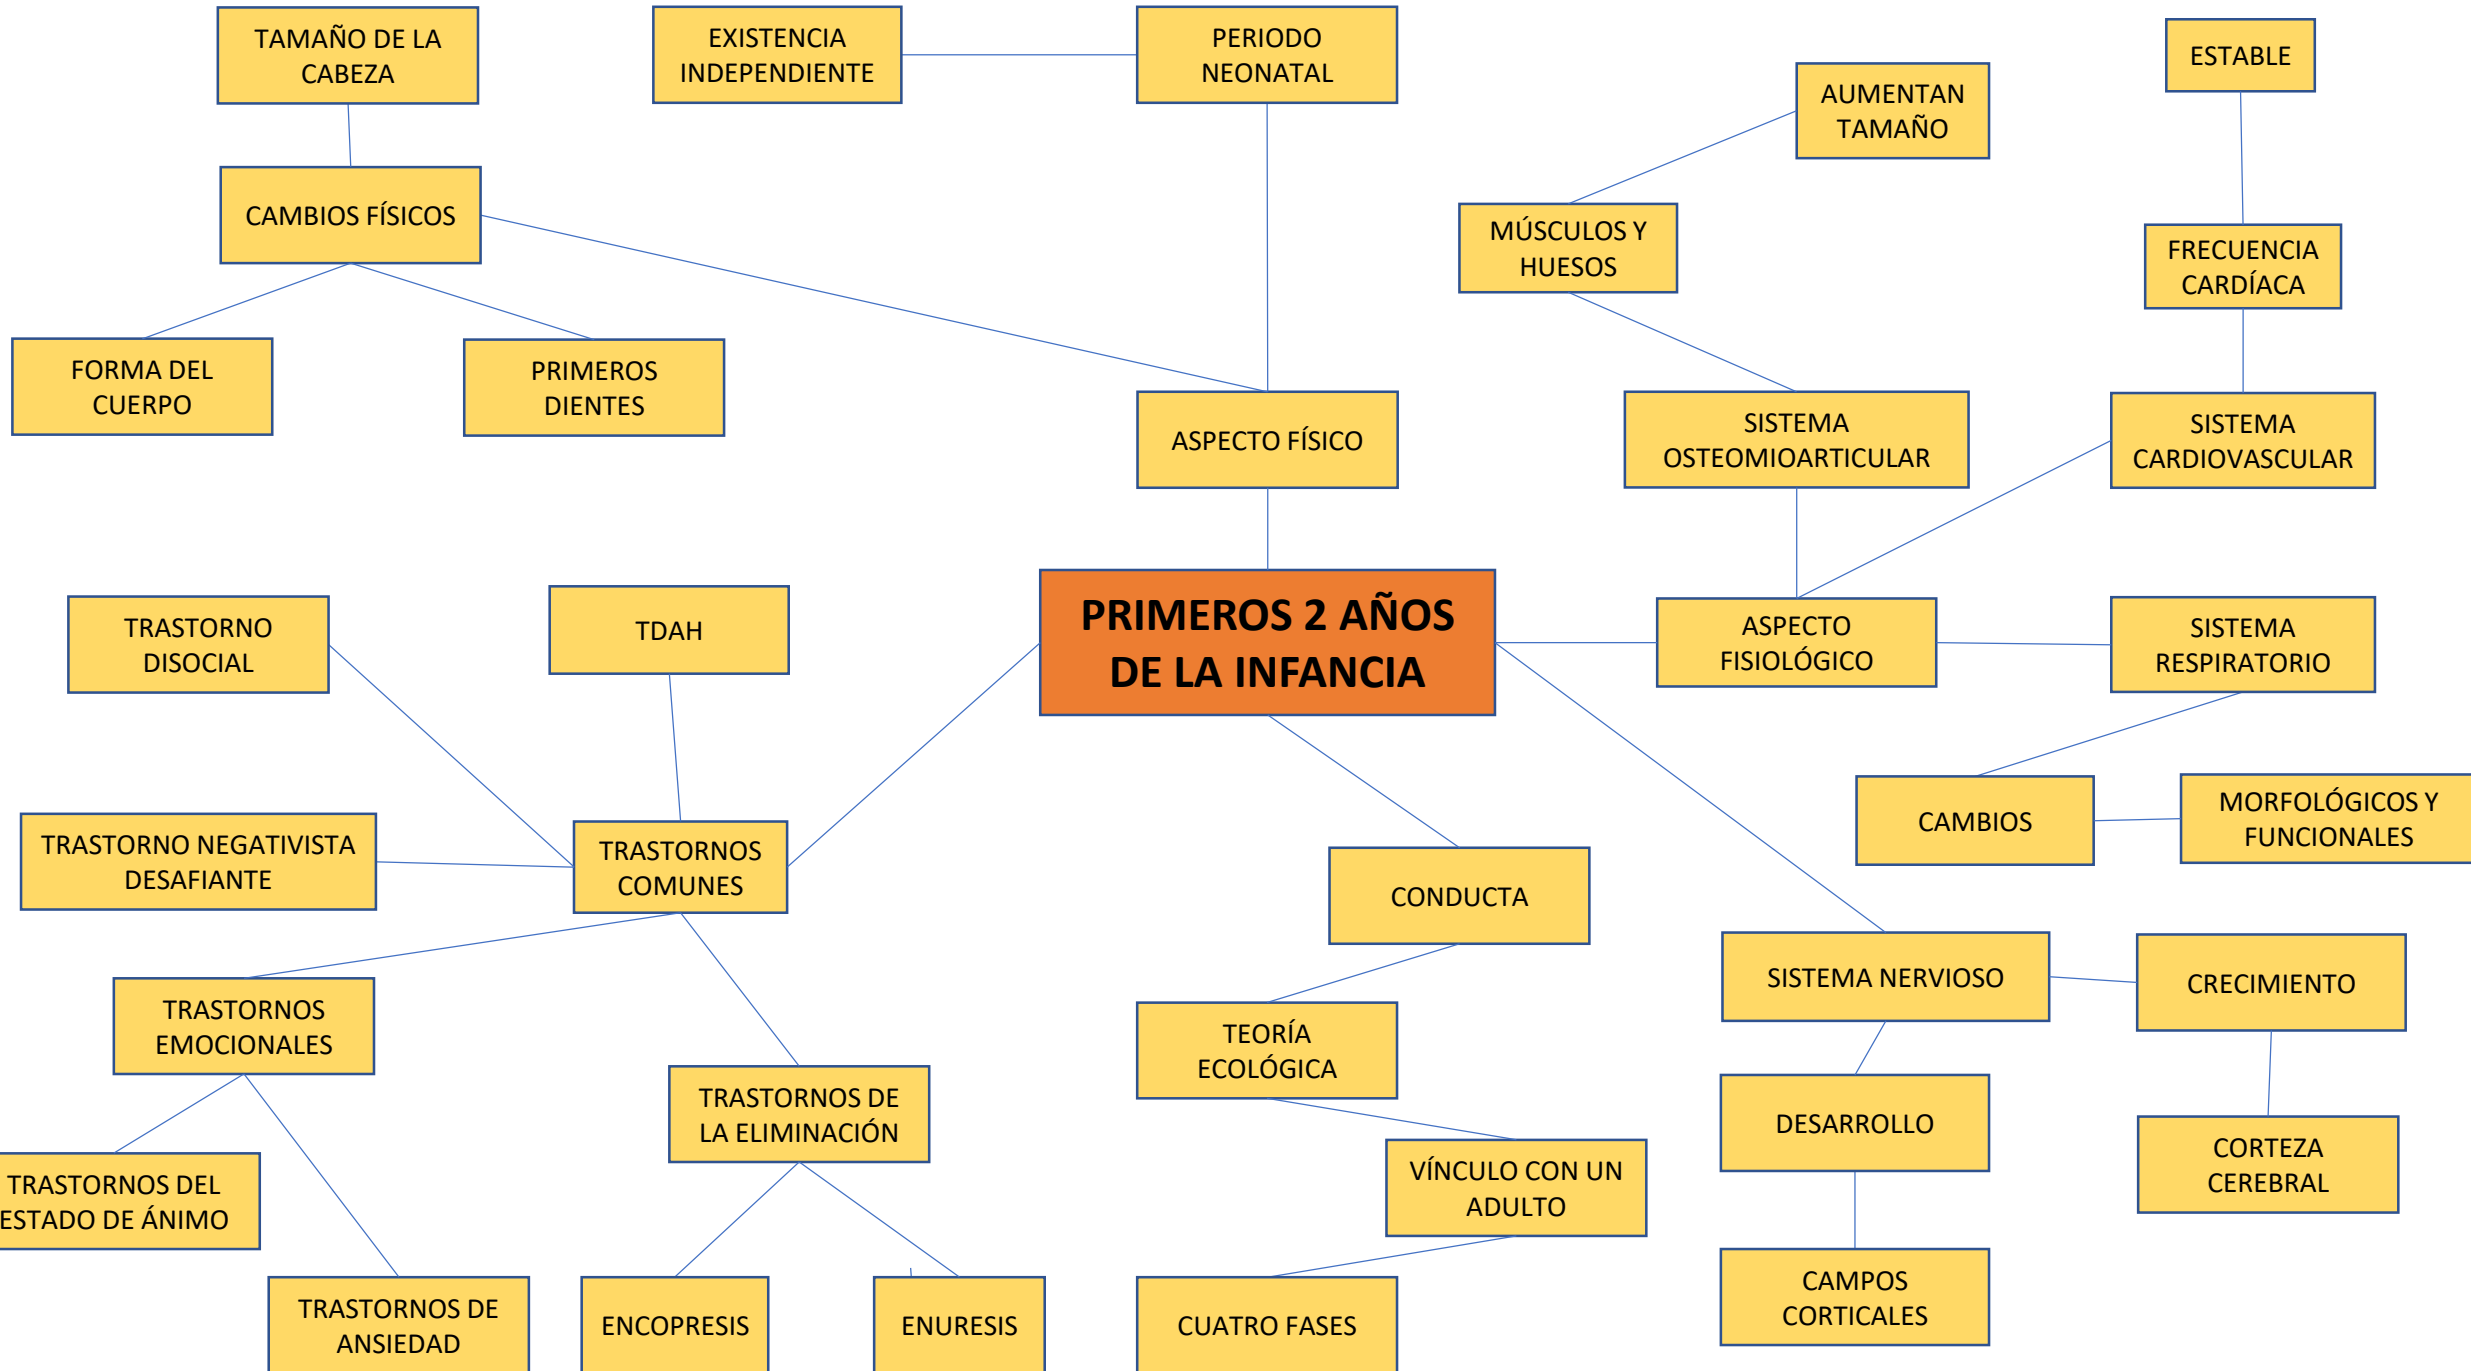 TAMAÑO DE LA
CABEZA
EXISTENCIA
INDEPENDIENTE
PERIODO
NEONATAL
ESTABLE
AUMENTAN
TAMAÑO
CAMBIOS FÍSICOS
MÚSCULOS Y
HUESOS
FRECUENCIA
CARDÍACA
FORMA DEL
CUERPO
PRIMEROS
DIENTES
ASPECTO FÍSICO
SISTEMA
OSTEOMIOARTICULAR
SISTEMA
CARDIOVASCULAR
TRASTORNO
DISOCIAL
TDAH
PRIMEROS 2 AÑOS
DE LA INFANCIA
ASPECTO
FISIOLÓGICO
SISTEMA
RESPIRATORIO
TRASTORNO NEGATIVISTA
DESAFIANTE
TRASTORNOS
COMUNES
CONDUCTA
CAMBIOS
MORFOLÓGICOS Y
FUNCIONALES
TRASTORNOS
EMOCIONALES
TEORÍA
ECOLÓGICA
SISTEMA NERVIOSO
CRECIMIENTO
TRASTORNOS DE
LA ELIMINACIÓN
DESARROLLO
TRASTORNOS DEL
ESTADO DE ÁNIMO
VÍNCULO CON UN
ADULTO
CORTEZA
CEREBRAL
TRASTORNOS DE
ANSIEDAD
ENCOPRESIS
ENURESIS
CUATRO FASES
CAMPOS
CORTICALES